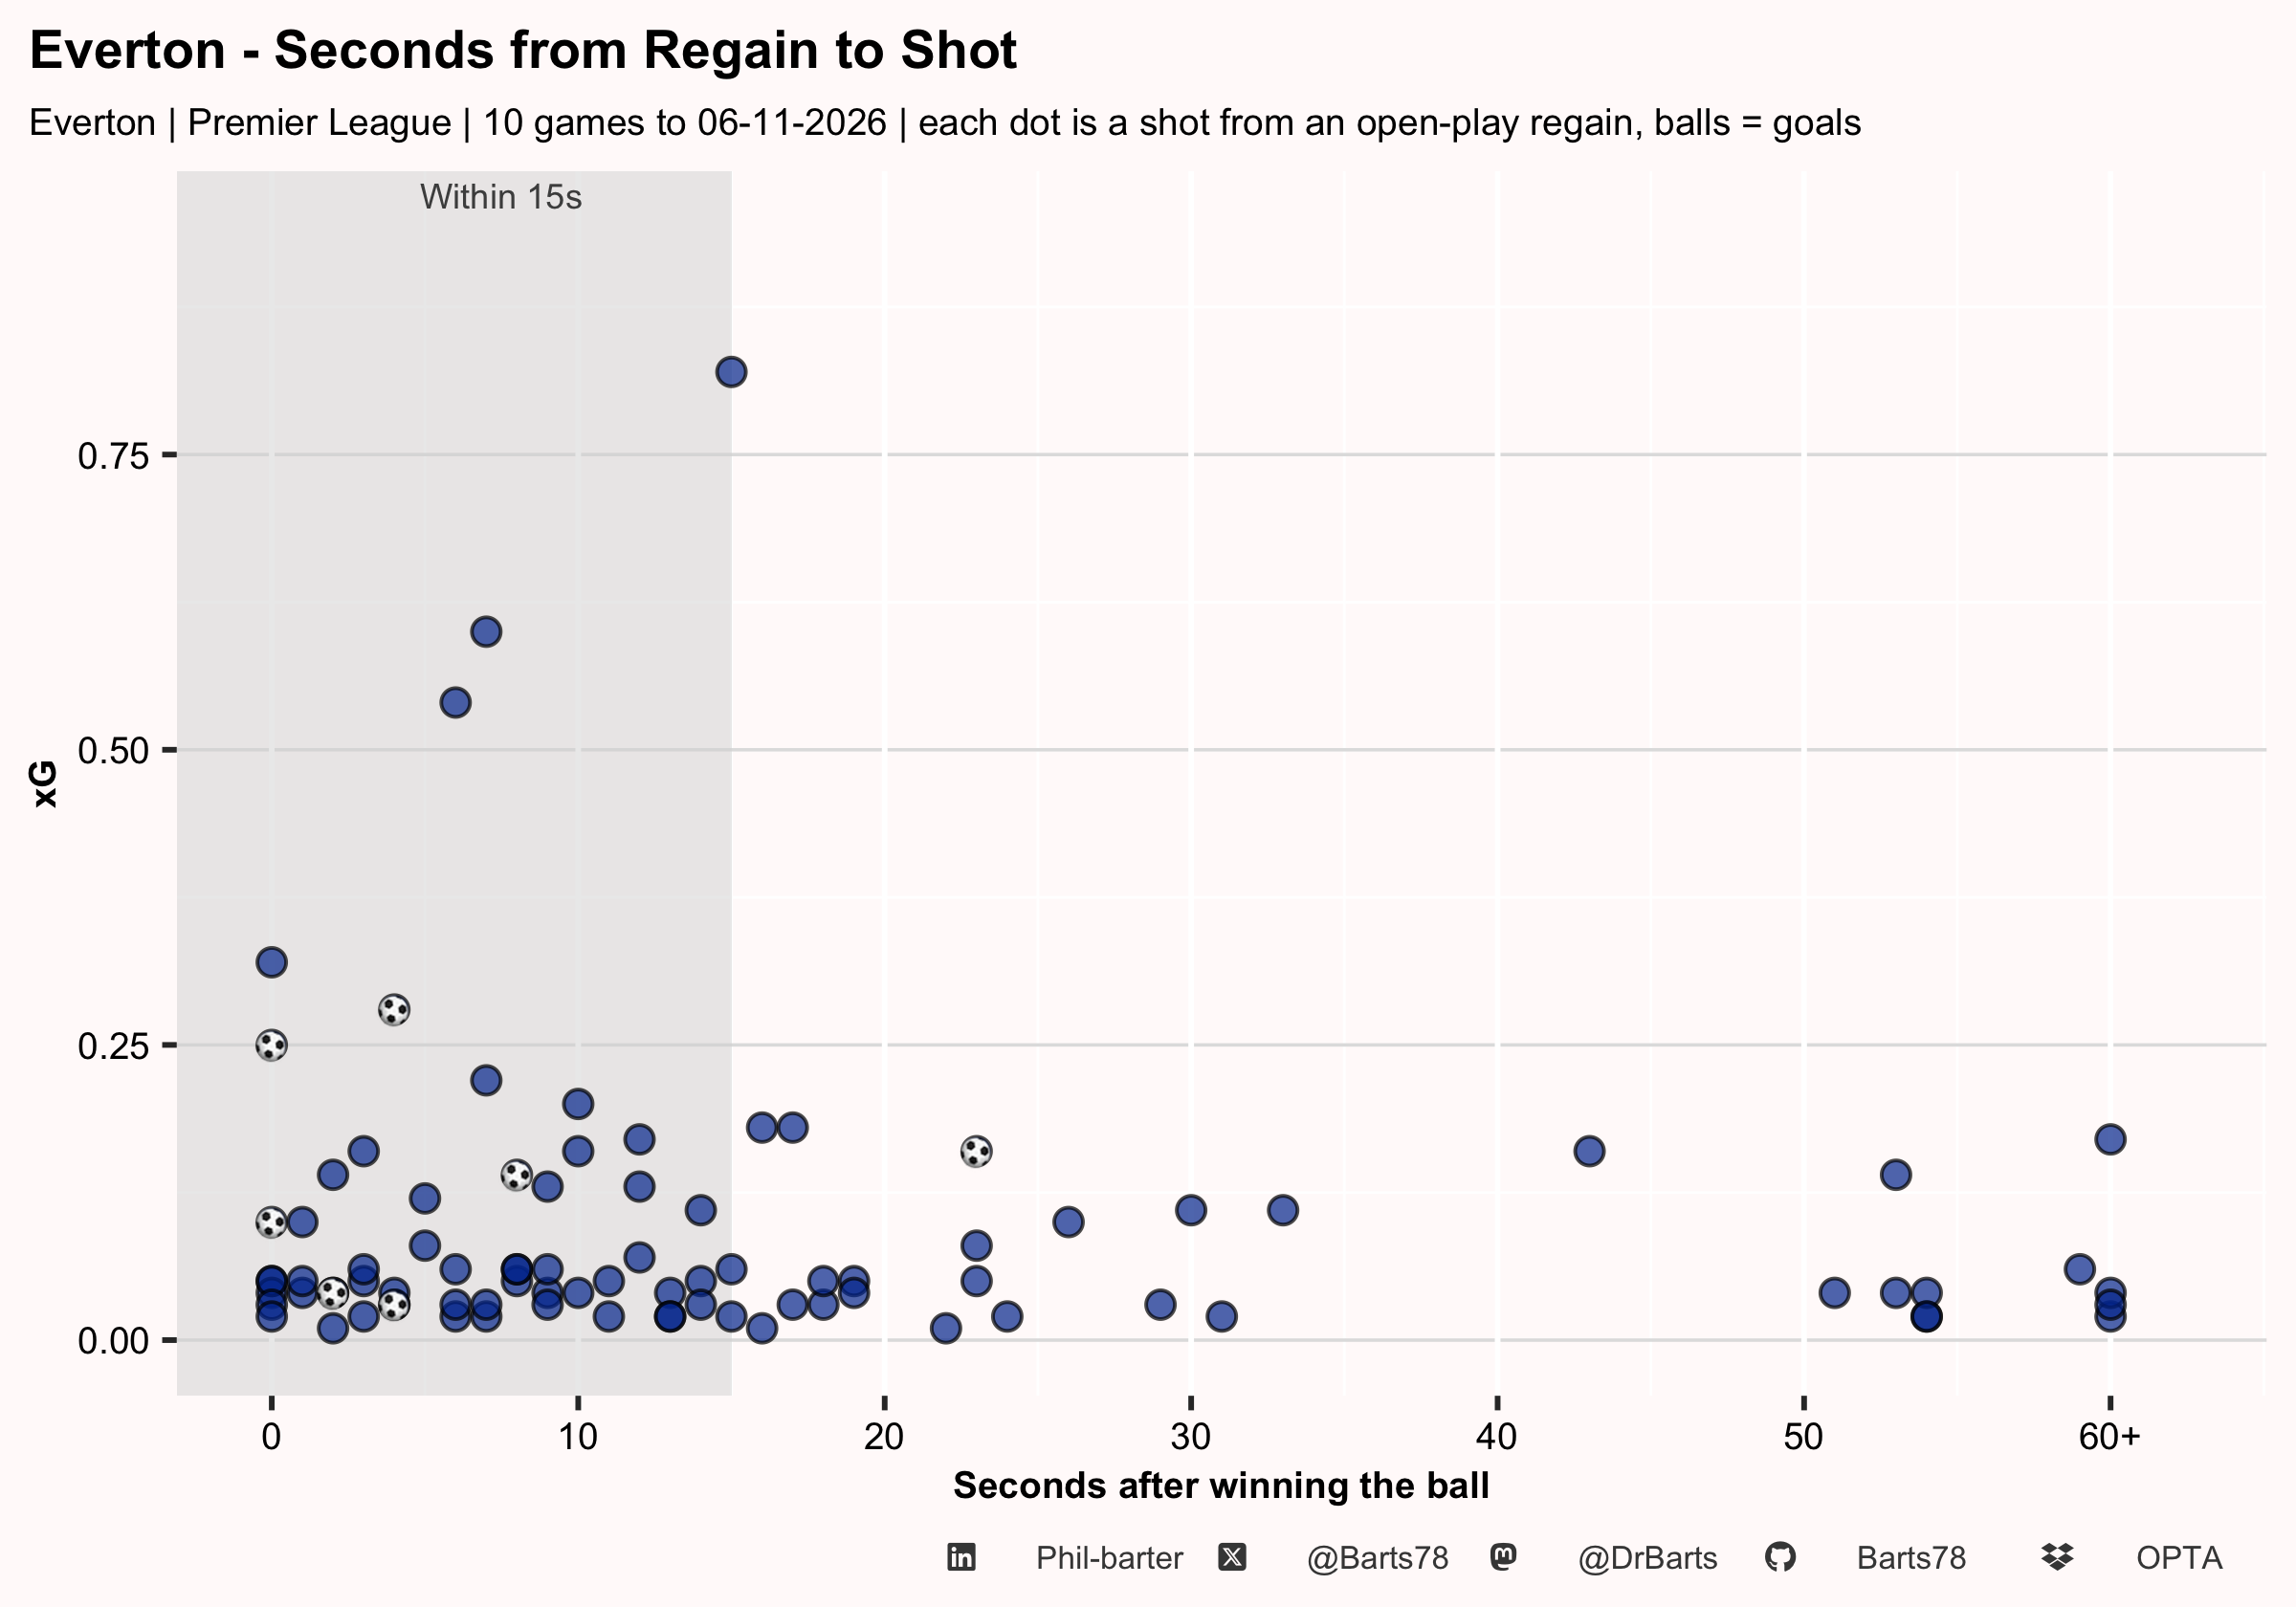 Everton - Seconds from Regain to Shot
Everton | Premier League | 10 games to 06-11-2026 | each dot is a shot from an open-play regain, balls = goals
Within 15s
xG
0.75
0.50
0.25
0.00
0 10 20 30 40 50 60+
Seconds after winning the ball
Phil-barter @Barts78 @DrBarts Barts78 OPTA